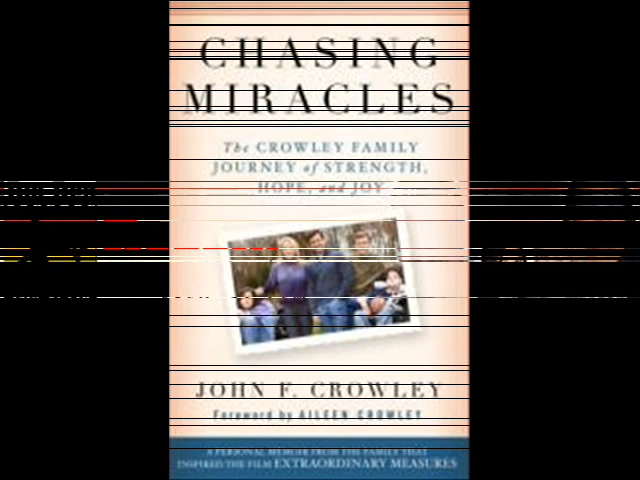 CHASING
MIRACLES
The CROWLEY FAMILY
JOURNEY of STRENGTH,
HOPE, and JOY
JOHN F. CROWLEY
Foreword by AILEEN CROWLEY
A PERSONAL MEMOIR FROM THE FAMILY THAT
INSPIRED THE FILM EXTRAORDINARY MEASURES